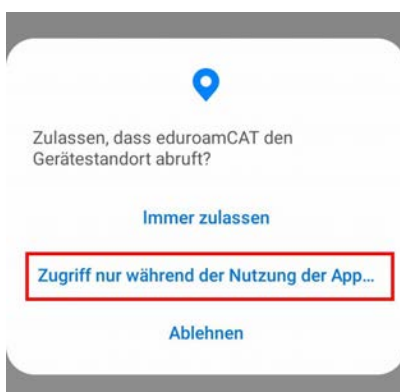 Zulassen, dass eduroamCAT den
Gerätestandort abruft?
Immer zulassen
Zugriff nur während der Nutzung der App...
Ablehnen